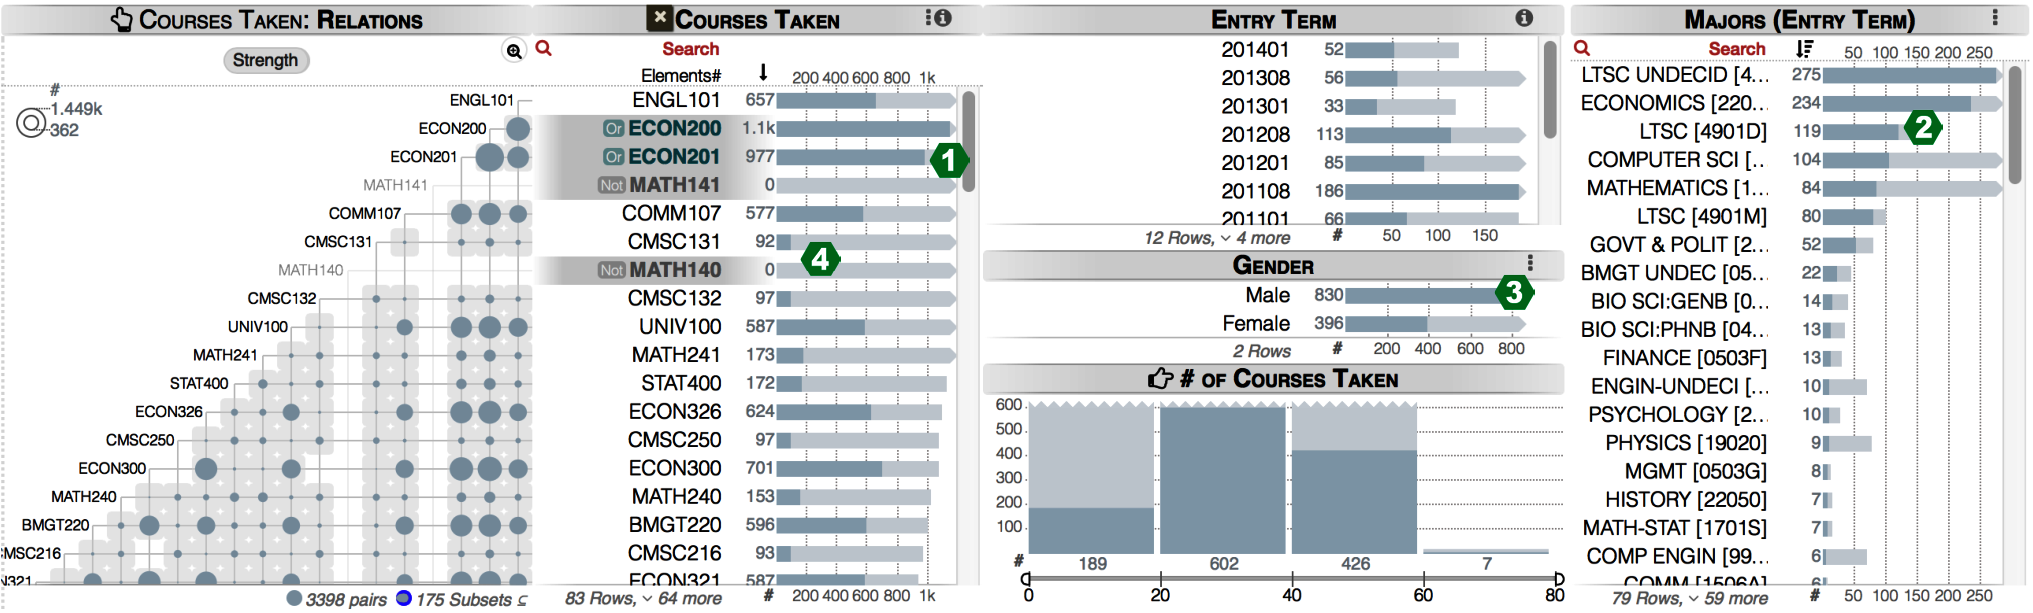 COURSES TAKEN: RELATIONS
Strength
#
1.449k
362
ENGL101
ECON200
ECON201
MATH141
COMM107
CMSC131
MATH140
CMSC132
UNIV100
MATH241
STAT400
ECON326
CMSC250
ECON300
MATH240
BMGT220
MSC216
N321
3398 pairs 175 Subsets ⊆
COURSES TAKEN
Search
Elements#
200 400 600 800 1k
ENGL101 657
Or ECON200 1.1k
Or ECON201 977
1
Not MATH141 0
COMM107 577
CMSC131 92
4
Not MATH140 0
CMSC132 97
UNIV100 587
MATH241 173
STAT400 172
ECON326 624
CMSC250 97
ECON300 701
MATH240 153
BMGT220 596
CMSC216 93
ECON321 587
83 Rows, 64 more # 200 400 600 800 1k
ENTRY TERM
201401 52
201308 56
201301 33
201208 113
201201 85
201108 186
201101 66
12 Rows, 4 more # 50 100 150
GENDER
Male 830
3
Female 396
2 Rows # 200 400 600 800
# OF COURSES TAKEN
600
500
400
300
200
100
# 189 602 426 7
0 20 40 60 80
MAJORS (ENTRY TERM)
Search 50 100 150 200 250
LTSC UNDECID [4... 275
ECONOMICS [220... 234
LTSC [4901D] 119
2
COMPUTER SCI [.. 104
MATHEMATICS [1... 84
LTSC [4901M] 80
GOVT & POLIT [2... 52
BMGT UNDEC [05... 22
BIO SCI:GENB [0... 14
BIO SCI:PHNB [04... 13
FINANCE [0503F] 13
ENGIN-UNDECI [... 10
PSYCHOLOGY [2... 10
PHYSICS [19020] 9
MGMT [0503G] 8
HISTORY [22050] 7
MATH-STAT [1701S] 7
COMP ENGIN [99... 6
COMM [1506A] 6
79 Rows, 59 more # 50 100 150 200 250